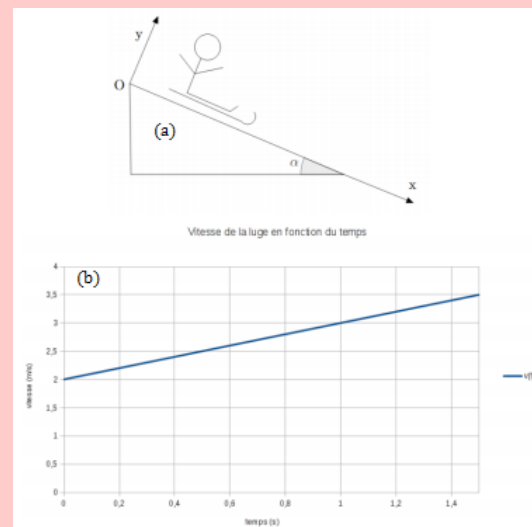 y
O
(a)
α
x
Vitesse de la luge en fonction du temps
(b)
4
3,5
3
2,5
2
1,5
1
0,5
0
vitesse (m/s)
0 0,2 0,4 0,6 0,8 1 1,2 1,4
temps (s)